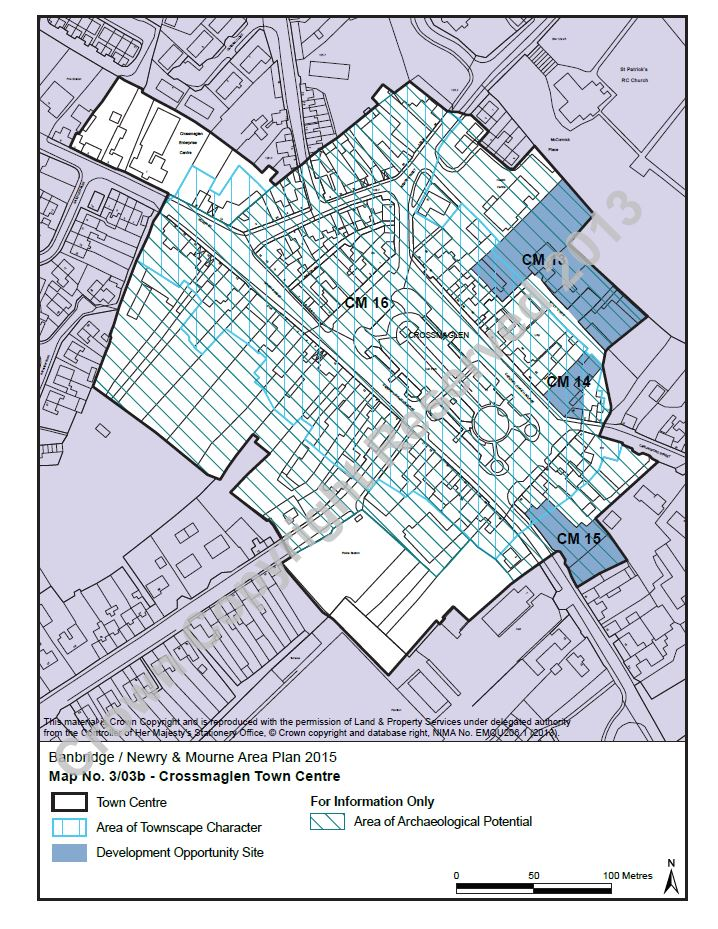 St Patrick's
RC Church
Crossmaglen
Enterprise
Centre
McCormick
Place
CM 13
CM 16
CROSSMAGLEN
CM 14
CM 15
Police Station
Crown Copyright Reserved 2013
This material is Crown Copyright and is reproduced with the permission of Land & Property Services under delegated authority
from the Controller of Her Majesty's Stationery Office, © Crown copyright and database right, NIMA No. EMOU206.1 (2013).
Banbridge / Newry & Mourne Area Plan 2015
Map No. 3/03b - Crossmaglen Town Centre
Town Centre
Area of Townscape Character
Development Opportunity Site
For Information Only
Area of Archaeological Potential
0 50 100 Metres
N